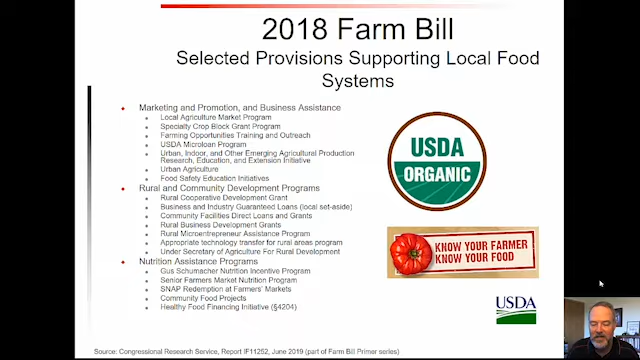 2018 Farm Bill
Selected Provisions Supporting Local Food
Systems
Marketing and Promotion, and Business Assistance
Local Agriculture Market Program
Specialty Crop Block Grant Program
Farming Opportunities Training and Outreach
USDA Microloan Program
Urban, Indoor, and Other Emerging Agricultural Production
Research, Education, and Extension Initiative
Urban Agriculture
Food Safety Education Initiatives
Rural and Community Development Programs
Rural Cooperative Development Grant
Business and Industry Guaranteed Loans (local set-aside)
Community Facilities Direct Loans and Grants
Rural Business Development Grants
Rural Microentrepreneur Assistance Program
Appropriate technology transfer for rural areas program
Under Secretary of Agriculture For Rural Development
Nutrition Assistance Programs
Gus Schumacher Nutrition Incentive Program
Senior Farmers Market Nutrition Program
SNAP Redemption at Farmers' Markets
Community Food Projects
Healthy Food Financing Initiative (§4204)
USDA
ORGANIC
KNOW YOUR FARMER
KNOW YOUR FOOD
USDA
Source: Congressional Research Service, Report IF11252, June 2019 (part of Farm Bill Primer series)